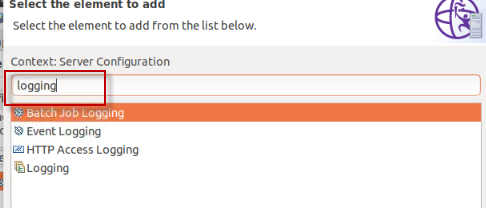 Select the element to add
Select the element to add from the list below.
Context: Server Configuration
logging
Batch Job Logging
Event Logging
HTTP Access Logging
Logging